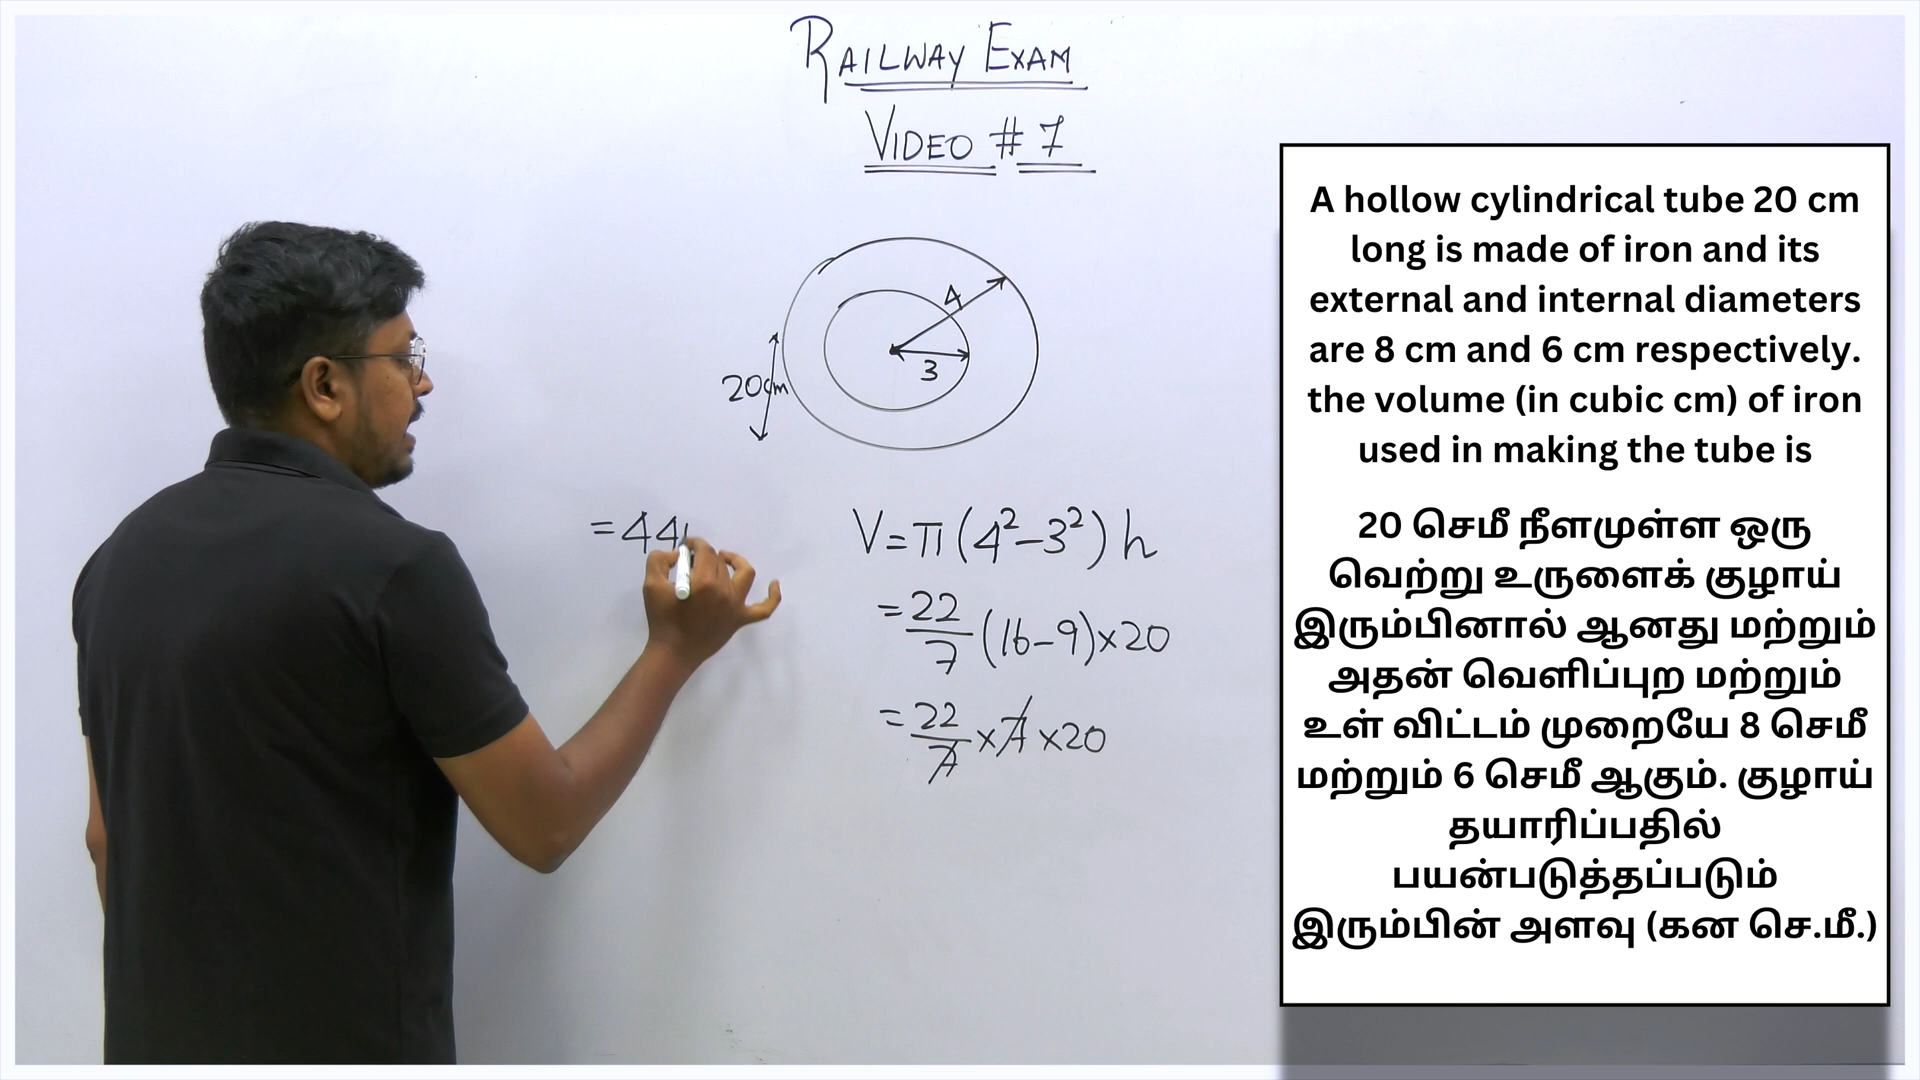 RAILWAY EXAM
VIDEO # 7
4
3
20cm
= 44
V = π (4² – 3²) h
= 22/7 (16 – 9) × 20
= 22/7 × 7 × 20
A hollow cylindrical tube 20 cm
long is made of iron and its
external and internal diameters
are 8 cm and 6 cm respectively.
the volume (in cubic cm) of iron
used in making the tube is
20 செமீ நீளமுள்ள ஒரு
வெற்று உருளைக் குழாய்
இரும்பினால் ஆனது மற்றும்
அதன் வெளிப்புற மற்றும்
உள் விட்டம் முறையே 8 செமீ
மற்றும் 6 செமீ ஆகும். குழாய்
தயாரிப்பதில்
பயன்படுத்தப்படும்
இரும்பின் அளவு (கன செ.மீ.)